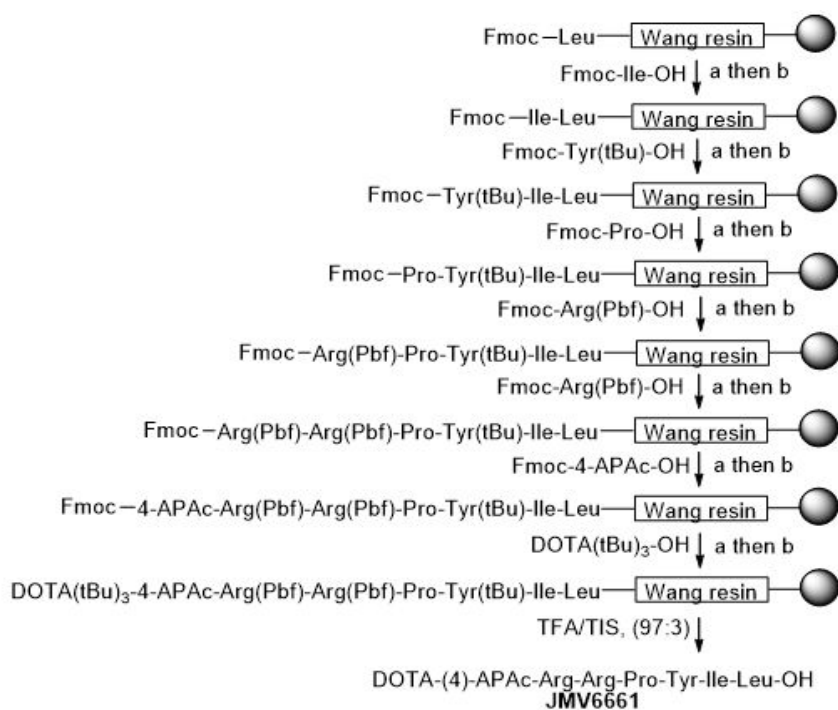 Fmoc—Leu—Wang resin
Fmoc-Ile-OH a then b
Fmoc—Ile-Leu—Wang resin
Fmoc-Tyr(tBu)-OH a then b
Fmoc—Tyr(tBu)-Ile-Leu—Wang resin
Fmoc-Pro-OH a then b
Fmoc—Pro-Tyr(tBu)-Ile-Leu—Wang resin
Fmoc-Arg(Pbf)-OH a then b
Fmoc—Arg(Pbf)-Pro-Tyr(tBu)-Ile-Leu—Wang resin
Fmoc-Arg(Pbf)-OH a then b
Fmoc—Arg(Pbf)-Arg(Pbf)-Pro-Tyr(tBu)-Ile-Leu—Wang resin
Fmoc-4-APAc-OH a then b
Fmoc—4-APAc-Arg(Pbf)-Arg(Pbf)-Pro-Tyr(tBu)-Ile-Leu—Wang resin
DOTA(tBu)₃-OH a then b
DOTA(tBu)₃-4-APAc-Arg(Pbf)-Arg(Pbf)-Pro-Tyr(tBu)-Ile-Leu—Wang resin
TFA/TIS, (97:3)
DOTA-(4)-APAc-Arg-Arg-Pro-Tyr-Ile-Leu-OH
JMV6661